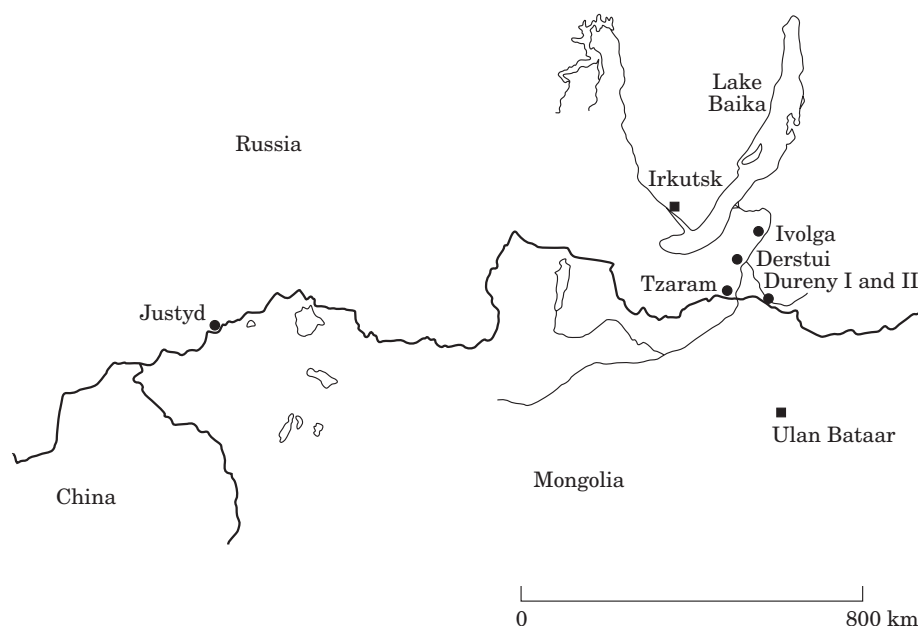 Lake
Baika
Russia
Irkutsk
Ivolga
Derstui
Dureny I and II
Tzaram
Justyd
Ulan Bataar
Mongolia
China
0
800 km